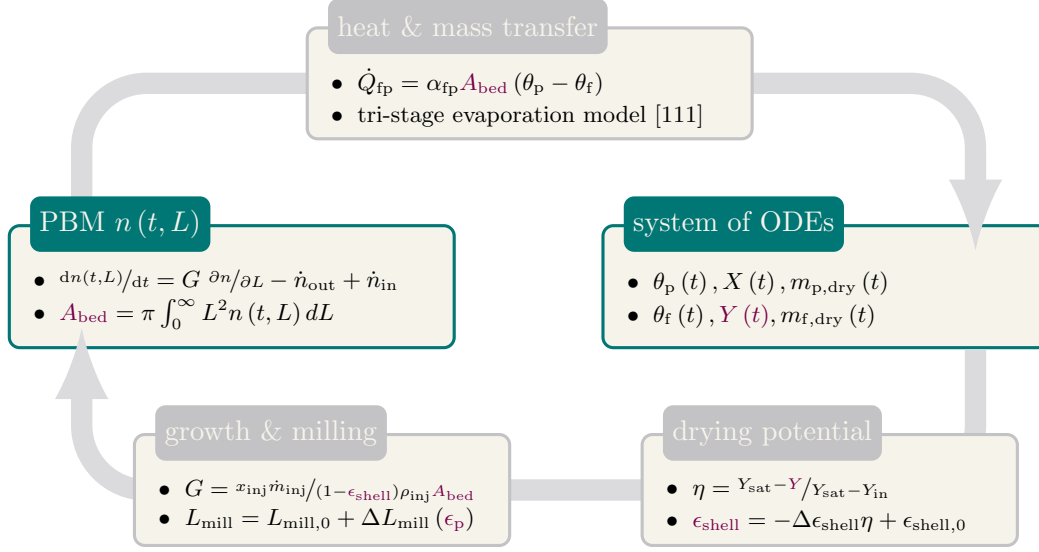 heat & mass transfer
• Q̇_fp = α_fp A_bed (θ_p − θ_f)
• tri-stage evaporation model [111]
PBM n (t, L)
• dn(t,L)/dt = G ∂n/∂L − ṅ_out + ṅ_in
• A_bed = π ∫_0^∞ L² n (t, L) dL
system of ODEs
• θ_p (t) , X (t) , m_p,dry (t)
• θ_f (t) , Y (t) , m_f,dry (t)
growth & milling
• G = x_inj ṁ_inj/(1−ϵ_shell)ρ_inj A_bed
• L_mill = L_mill,0 + ΔL_mill (ϵ_p)
drying potential
• η = Y_sat−Y/Y_sat−Y_in
• ϵ_shell = −Δϵ_shell η + ϵ_shell,0